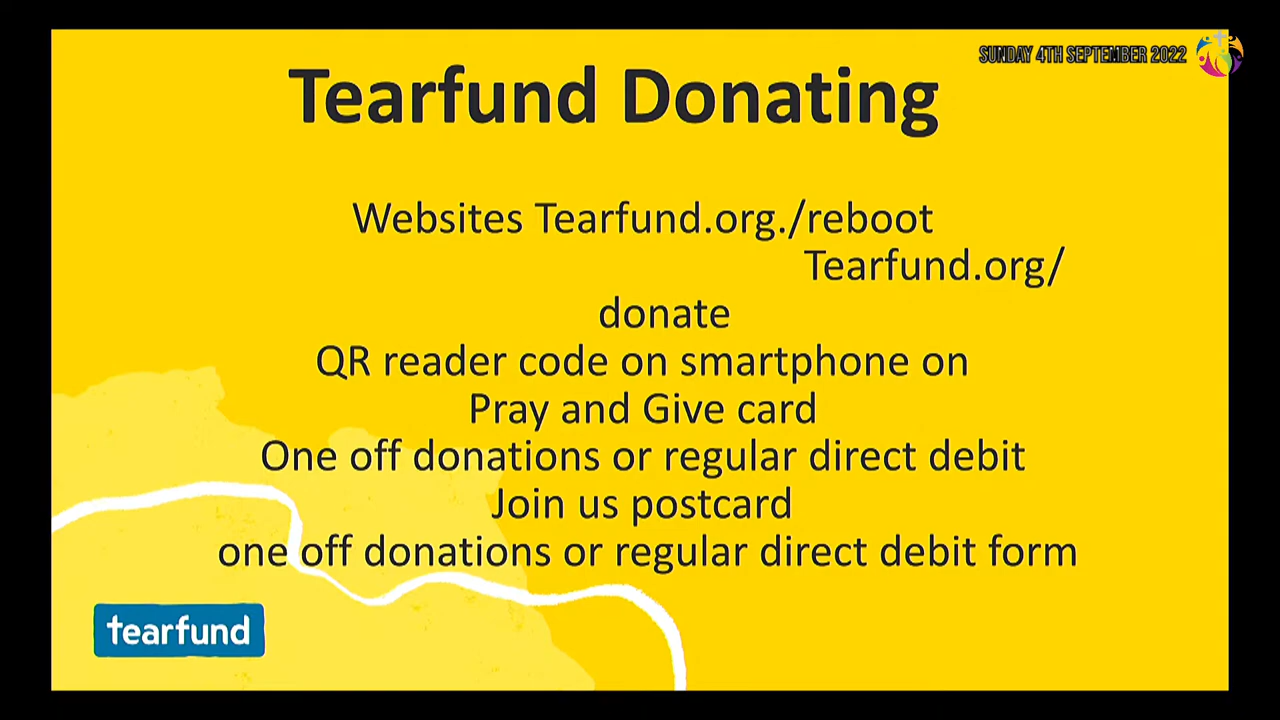 SUNDAY 4TH SEPTEMBER 2022
Tearfund Donating
Websites Tearfund.org./reboot
Tearfund.org/
donate
QR reader code on smartphone on
Pray and Give card
One off donations or regular direct debit
Join us postcard
one off donations or regular direct debit form
tearfund